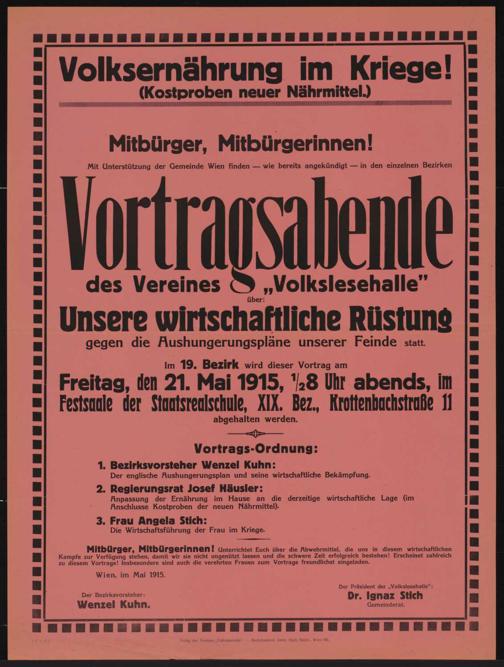 Volksernährung im Kriege!
(Kostproben neuer Nährmittel.)
Mitbürger, Mitbürgerinnen!
Mit Unterstützung der Gemeinde Wien finden — wie bereits angekündigt — in den einzelnen Bezirken
Vortragsabende
des Vereines „Volkslesehalle"
über:
Unsere wirtschaftliche Rüstung
gegen die Aushungerungspläne unserer Feinde statt.
Im 19. Bezirk wird dieser Vortrag am
Freitag, den 21. Mai 1915, 1/28 Uhr abends, im
Festsaale der Staatsrealschule, XIX. Bez., Krottenbachstraße 11
abgehalten werden.
Vortrags-Ordnung:
1. Bezirksvorsteher Wenzel Kuhn:
Der englische Aushungerungsplan und seine wirtschaftliche Bekämpfung.
2. Regierungsrat Josef Häusler:
Anpassung der Ernährung im Hause an die derzeitige wirtschaftliche Lage (im
Anschlusse Kostproben der neuen Nährmittel).
3. Frau Angela Stich:
Die Wirtschaftsführung der Frau im Kriege.
Mitbürger, Mitbürgerinnen! Unterrichtet Euch über die Abwehrmittel, die uns in diesem wirtschaftlichen
Kampfe zur Verfügung stehen, damit wir sie nicht ungenützt lassen und die schwere Zeit erfolgreich bestehen! Erscheinet zahlreich
zu diesem Vortrage! Insbesondere sind auch die verehrten Frauen zum Vortrage freundlichst eingeladen.
Wien, im Mai 1915.
Der Bezirksvorsteher:
Wenzel Kuhn.
Der Präsident der „Volkslesehalle":
Dr. Ignaz Stich
Gemeinderat.